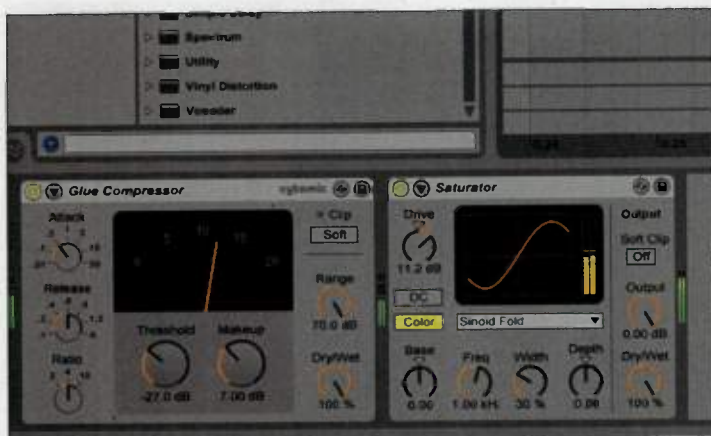 Spectrum
Utility
Vinyl Distortion
Vocoder
Glue Compressor
cytomic
Attack
Release
Ratio
Threshold
-27.0 dB
Makeup
7.00 dB
Clip
Soft
Range
70.0 dB
Dry/Wet
100 %
Saturator
Drive
11.2 dB
DC
Color
Sinoid Fold
Base
0.00
Freq
1.00 kHz
Width
30 %
Depth
0.00
Output
Soft Clip
Off
Output
0.00 dB
Dry/Wet
100 %